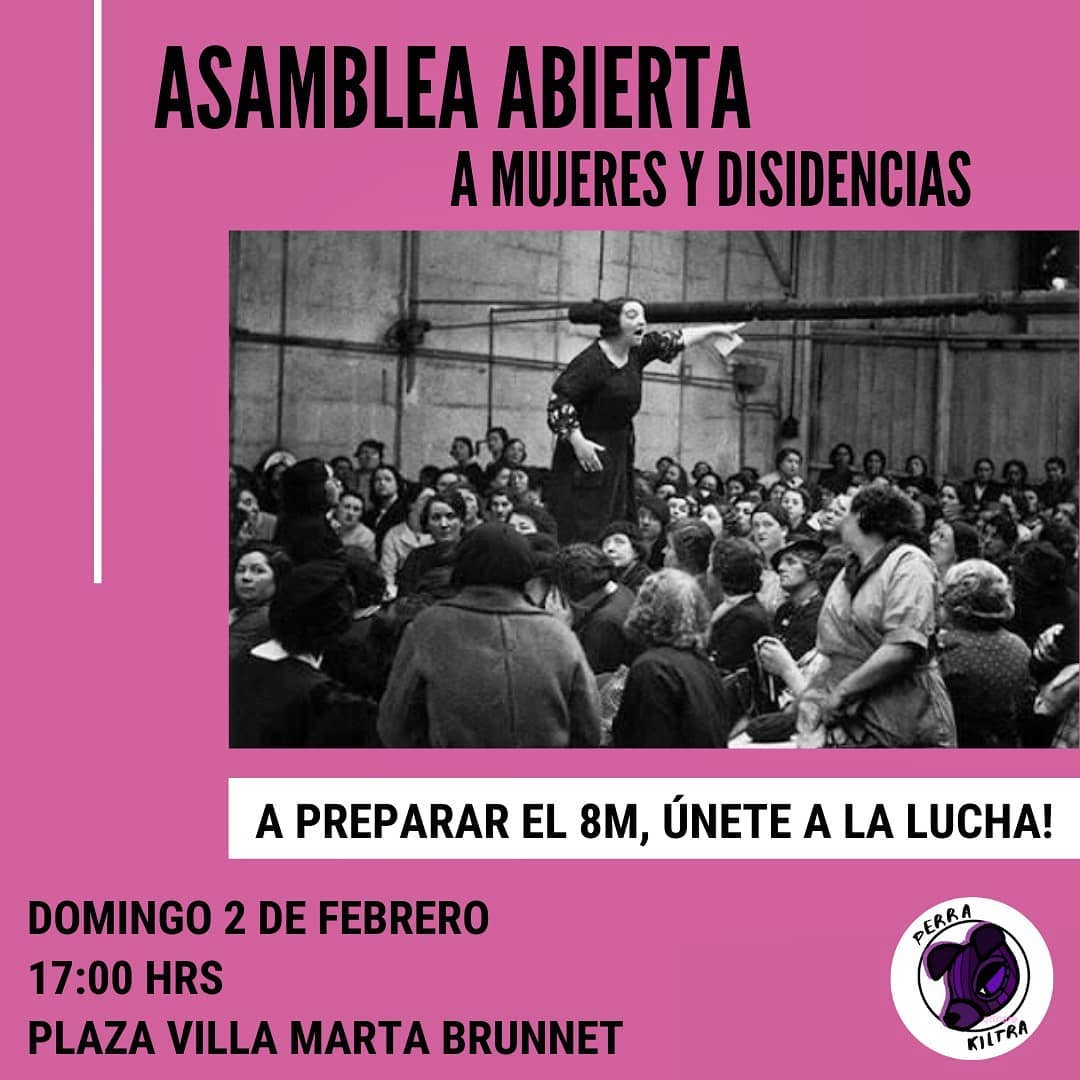 ASAMBLEA ABIERTA
A MUJERES Y DISIDENCIAS
A PREPARAR EL 8M, ÚNETE A LA LUCHA!
DOMINGO 2 DE FEBRERO
17:00 HRS
PLAZA VILLA MARTA BRUNNET
PERRA
KILTRA